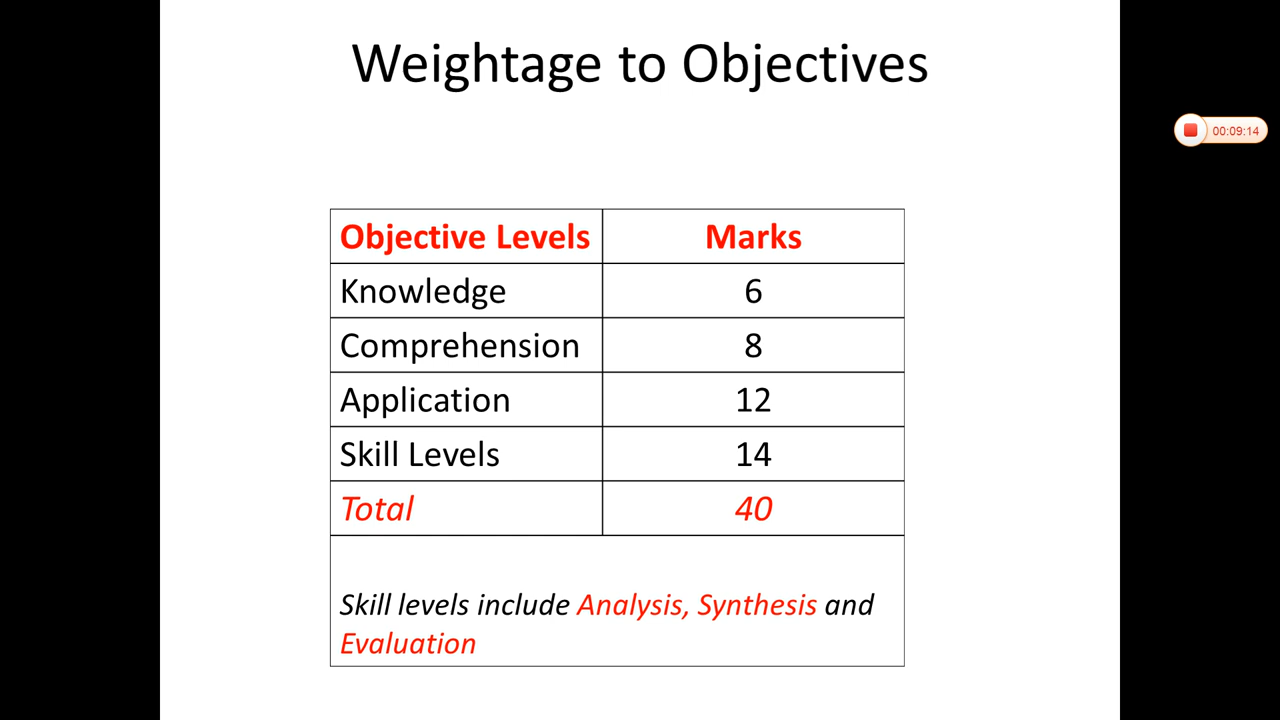 Weightage to Objectives
00:09:14
Objective Levels Marks
Knowledge 6
Comprehension 8
Application 12
Skill Levels 14
Total 40
Skill levels include Analysis, Synthesis and
Evaluation